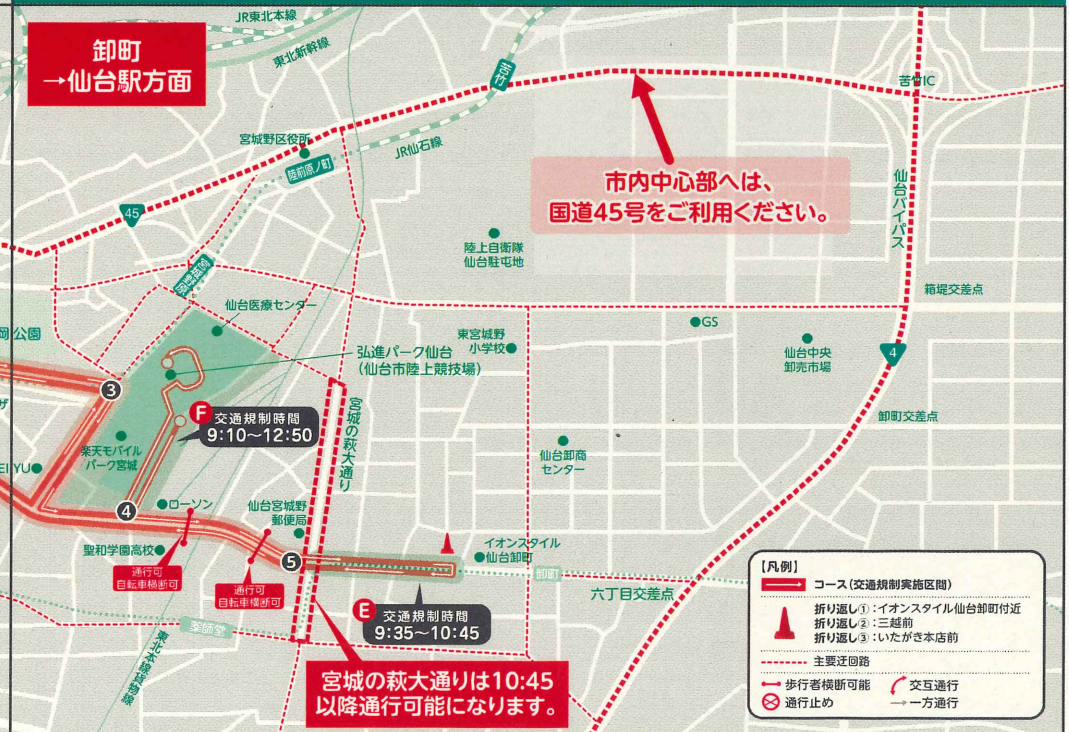 卸町
→仙台駅方面
JR東北本線
東北新幹線
苦竹
苦竹IC
宮城野区役所
JR仙石線
陸前原ノ町
市内中心部へは、
国道45号をご利用ください。
仙台バイパス
45
陸上自衛隊
仙台駐屯地
宮城野原
箱堤交差点
仙台医療センター
GS
東宮城野
小学校
岡公園
仙台中央
卸売市場
4
弘進パーク仙台
(仙台市陸上競技場)
3
宮城の萩大通り
ザ
F 交通規制時間
9:10〜12:50
卸町交差点
楽天モバイル
パーク宮城
EIYU
仙台卸商
センター
ローソン
4
仙台宮城野
郵便局
聖和学園高校
イオンスタイル
仙台卸町
5
通行可
自転車横断可
通行可
自転車横断可
卸町
六丁目交差点
E 交通規制時間
9:35〜10:45
薬師堂
東北本線貨物線
宮城の萩大通りは10:45
以降通行可能になります。
【凡例】
コース(交通規制実施区間)
折り返し①:イオンスタイル仙台卸町付近
折り返し②:三越前
折り返し③:いたがき本店前
主要迂回路
歩行者横断可能
交互通行
通行止め
一方通行